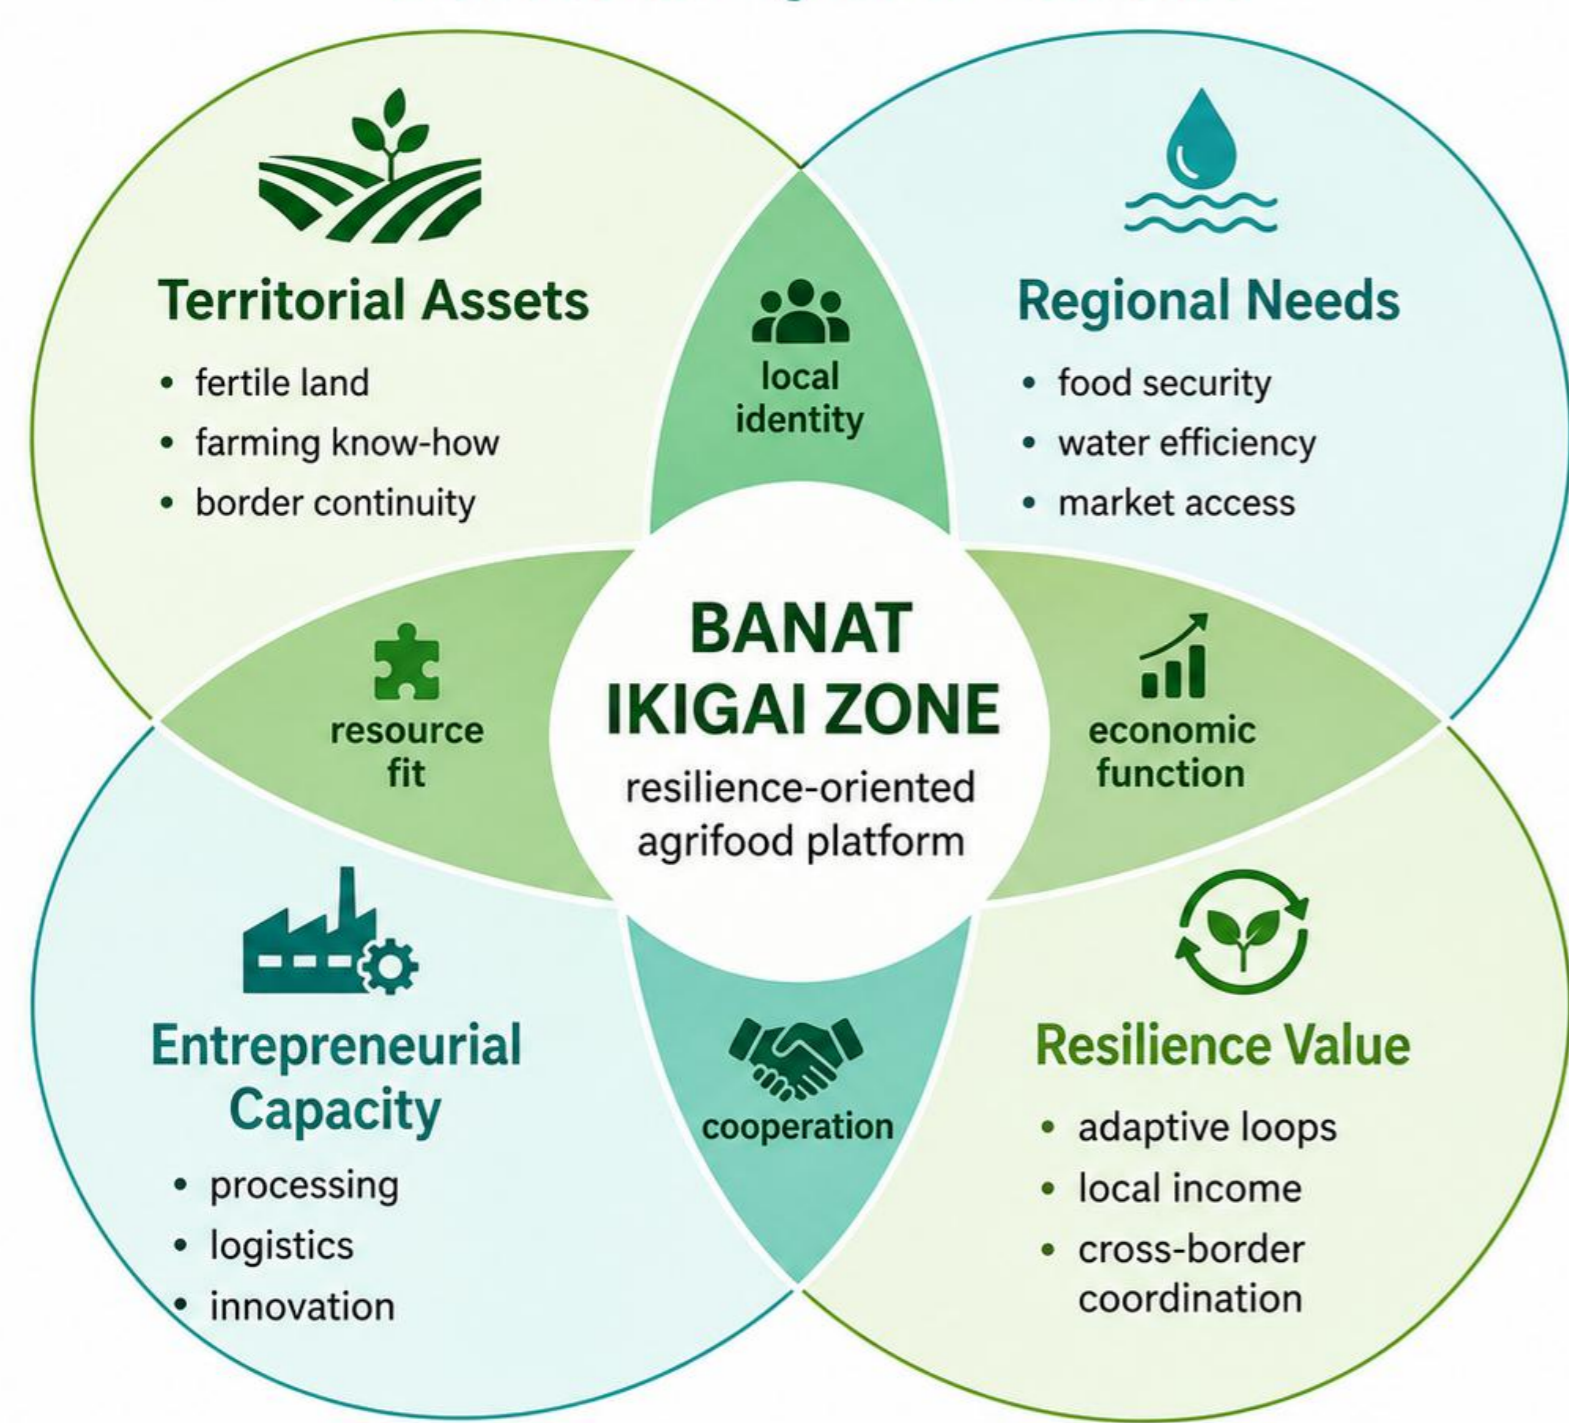 Territorial Assets
• fertile land
• farming know-how
• border continuity
local
identity
Regional Needs
• food security
• water efficiency
• market access
resource
fit
BANAT
IKIGAI ZONE
resilience-oriented
agrifood platform
economic
function
Entrepreneurial
Capacity
• processing
• logistics
• innovation
cooperation
Resilience Value
• adaptive loops
• local income
• cross-border
coordination